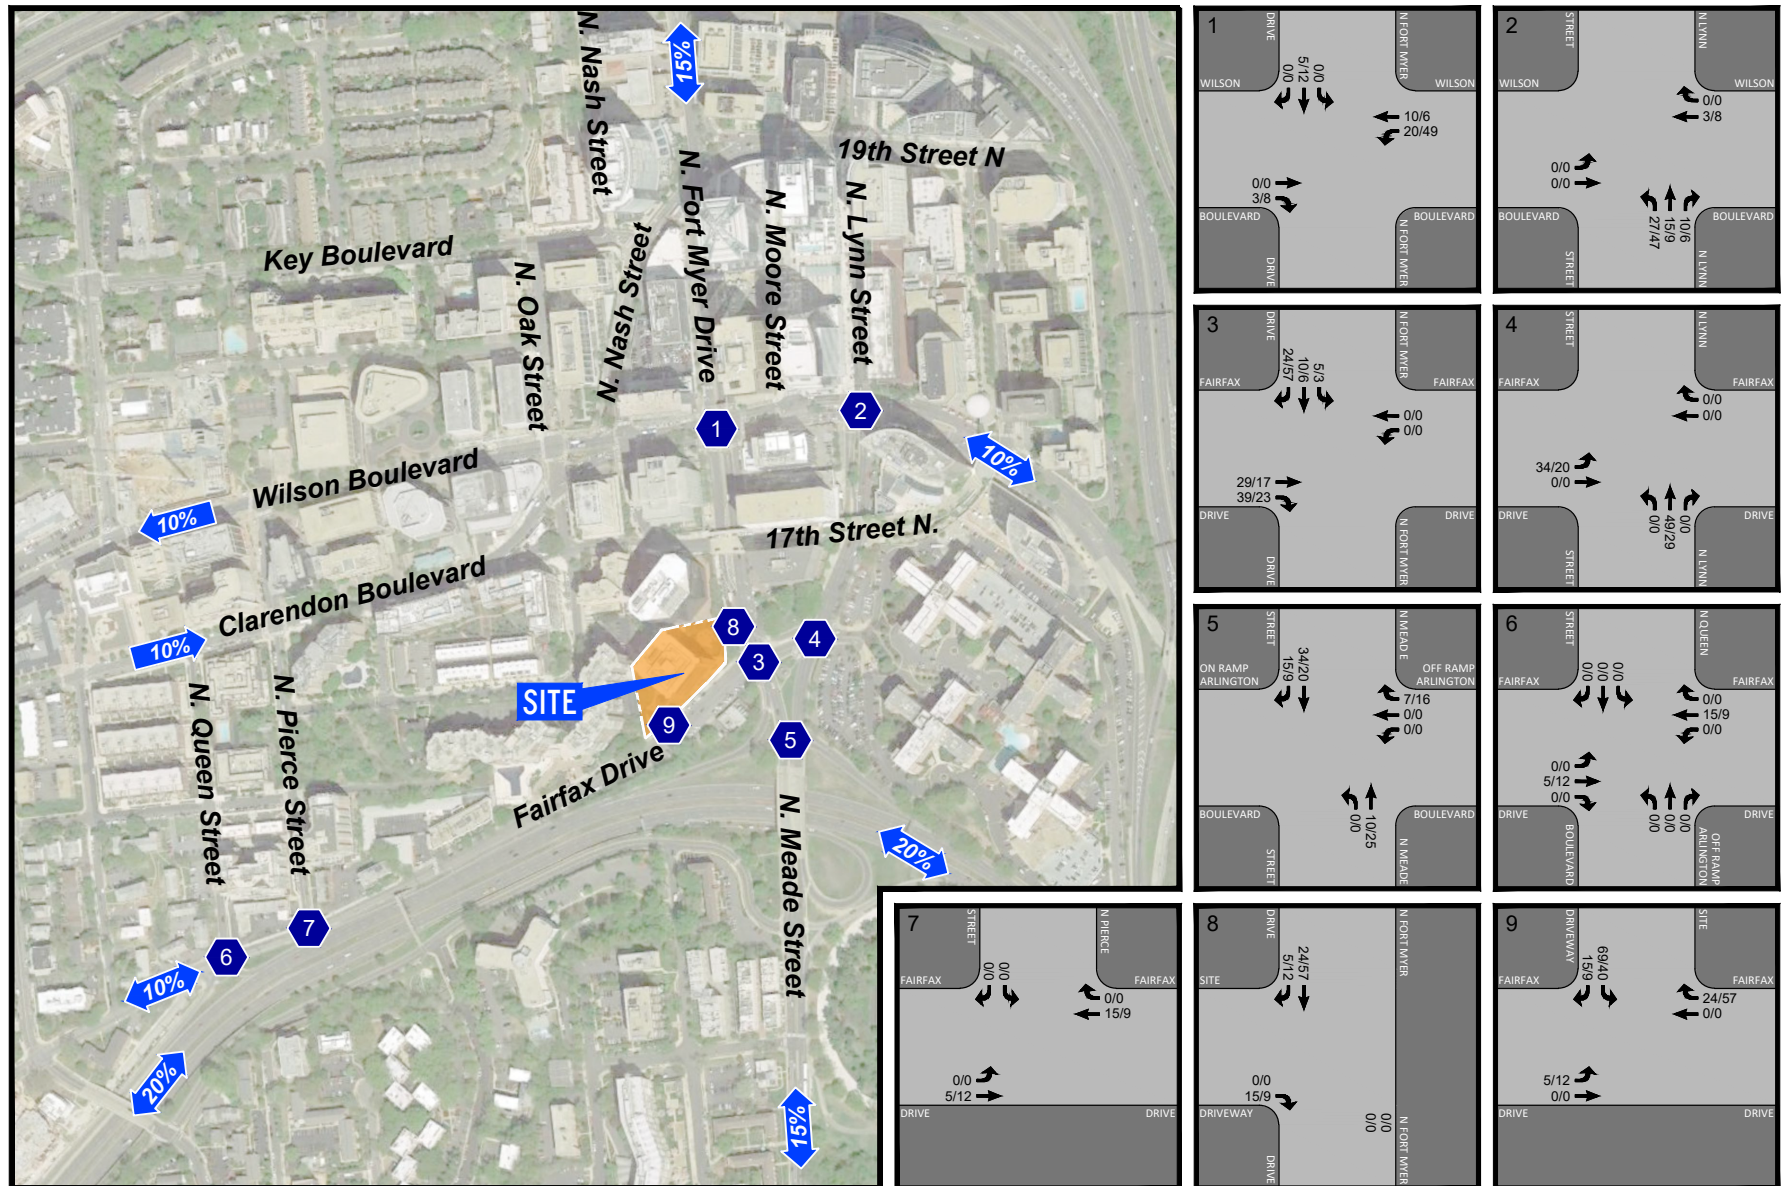 N. Nash Street
15%
N. Fort Myer Drive
19th Street N
N. Moore Street
N. Lynn Street
Key Boulevard
N. Oak Street
N. Nash Street
1
2
10%
Wilson Boulevard
10%
17th Street N.
Clarendon Boulevard
10%
8
4
3
SITE
9
5
N. Queen Street
N. Pierce Street
Fairfax Drive
N. Meade Street
20%
7
6
10%
20%
15%
1
DRIVE
N FORT MYER
WILSON
WILSON
0/0
5/12
0/0
10/6
20/49
0/0
3/8
BOULEVARD
BOULEVARD
DRIVE
N FORT MYER
2
STREET
N LYNN
WILSON
WILSON
0/0
3/8
0/0
0/0
27/47
15/9
10/6
BOULEVARD
BOULEVARD
STREET
N LYNN
3
DRIVE
N FORT MYER
FAIRFAX
FAIRFAX
24/57
10/6
5/3
0/0
0/0
29/17
39/23
DRIVE
DRIVE
DRIVE
N FORT MYER
4
STREET
N LYNN
FAIRFAX
FAIRFAX
0/0
0/0
34/20
0/0
0/0
49/29
0/0
DRIVE
DRIVE
STREET
N LYNN
5
STREET
N MEADE
ON RAMP
ARLINGTON
OFF RAMP
ARLINGTON
15/9
34/20
7/16
0/0
0/0
0/0
10/25
BOULEVARD
BOULEVARD
STREET
N MEADE
6
STREET
N QUEEN
FAIRFAX
FAIRFAX
0/0
0/0
0/0
0/0
15/9
0/0
0/0
5/12
0/0
0/0
0/0
0/0
DRIVE
DRIVE
BOULEVARD
OFF RAMP
ARLINGTON
7
STREET
N PIERCE
FAIRFAX
FAIRFAX
0/0
0/0
0/0
15/9
0/0
5/12
DRIVE
DRIVE
8
DRIVE
N FORT MYER
SITE
5/12
24/57
0/0
15/9
0/0
0/0
DRIVEWAY
DRIVE
N FORT MYER
9
DRIVEWAY
SITE
FAIRFAX
FAIRFAX
15/9
69/40
24/57
0/0
5/12
0/0
DRIVE
DRIVE